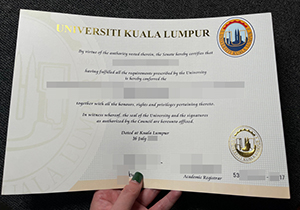 UNIVERSITI KUALA LUMPUR
By virtue of the authority vested therein, the Senate hereby certifies that
having fulfilled all the requirements prescribed by the University
is hereby conferred the
together with all the honours, rights and privileges pertaining thereto.
In witness whereof, the seal of the University and the signatures
as authorised by the Council are hereunto affixed.
Dated at Kuala Lumpur
16 July
Academic Registrar
53 17